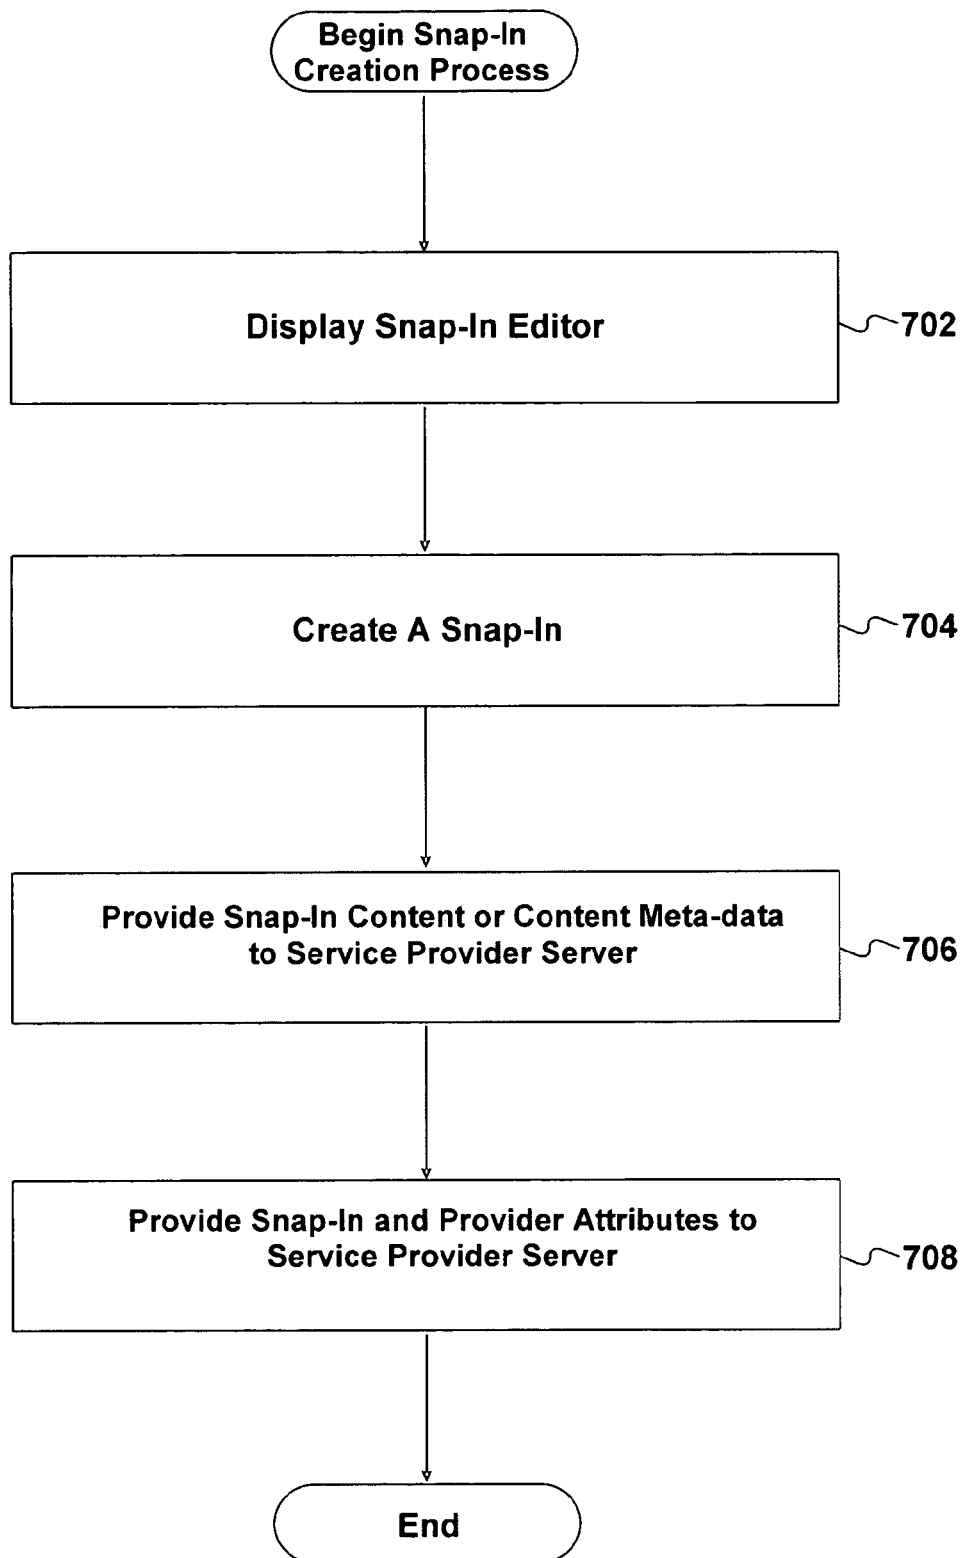 Begin Snap-In
Creation Process
Display Snap-In Editor
702
Create A Snap-In
704
Provide Snap-In Content or Content Meta-data
to Service Provider Server
706
Provide Snap-In and Provider Attributes to
Service Provider Server
708
End